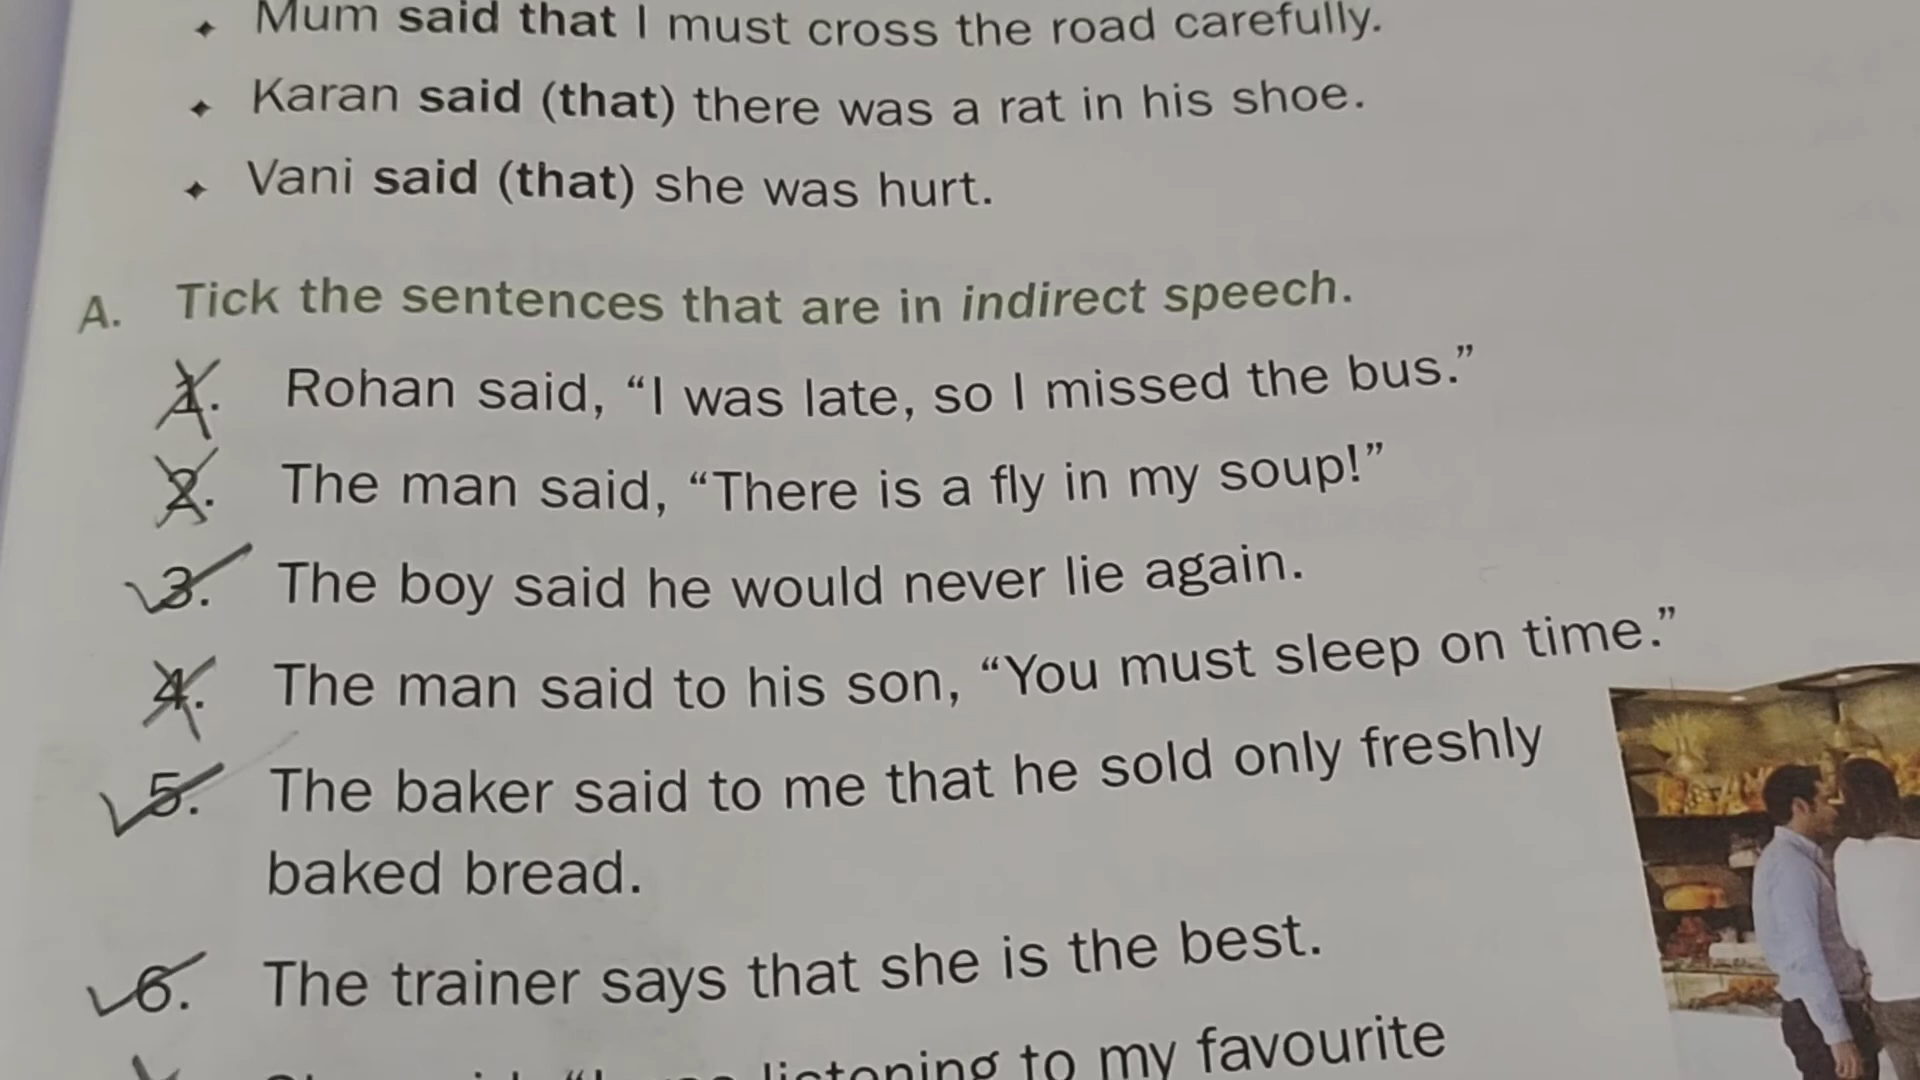 Mum said that I must cross the road carefully.
Karan said (that) there was a rat in his shoe.
Vani said (that) she was hurt.
A. Tick the sentences that are in indirect speech.
1. Rohan said, “I was late, so I missed the bus.”
2. The man said, “There is a fly in my soup!”
3. The boy said he would never lie again.
4. The man said to his son, “You must sleep on time.”
5. The baker said to me that he sold only freshly
baked bread.
6. The trainer says that she is the best.
listening to my favourite